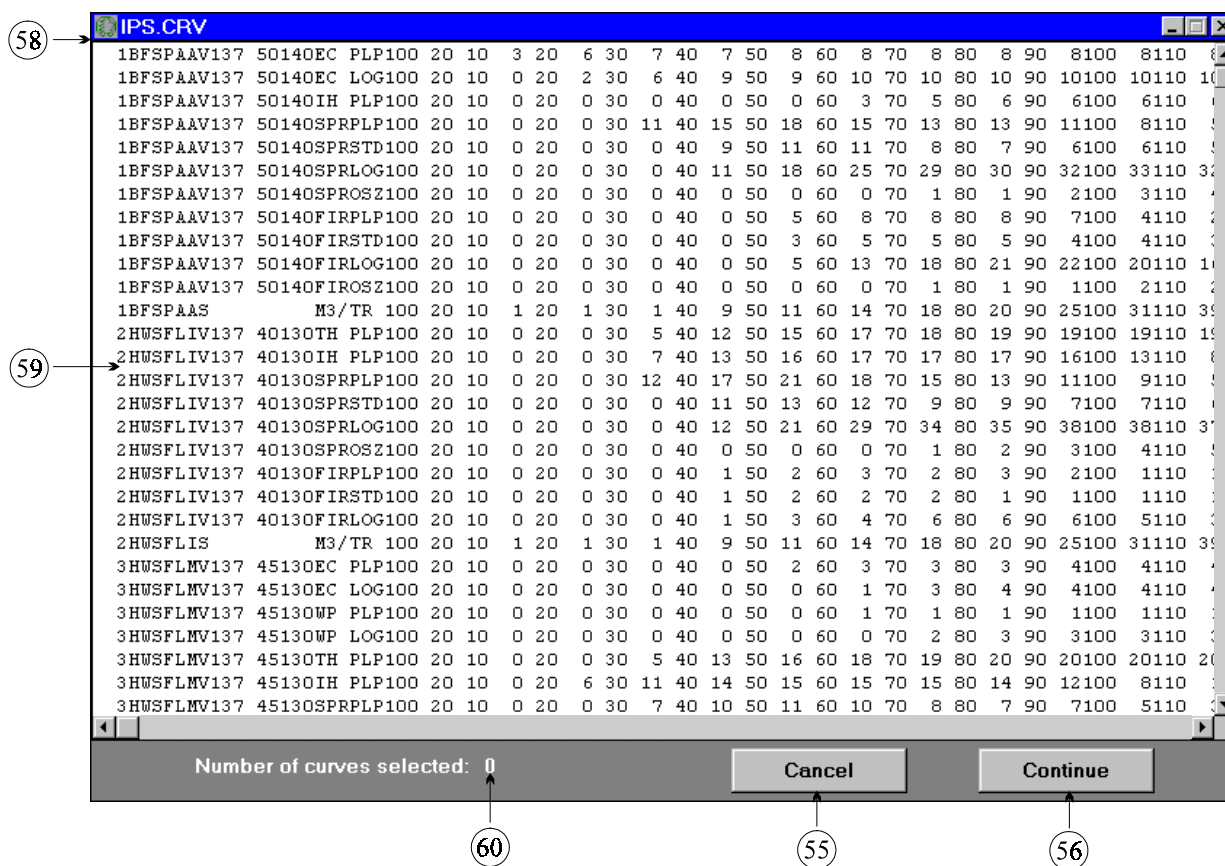 IPS.CRV
58
1BFSPAAV137 50140EC PLP100 20 10 3 20 6 30 7 40 7 50 8 60 8 70 8 80 8 90 8100 8110
1BFSPAAV137 50140EC LOG100 20 10 0 20 2 30 6 40 9 50 9 60 10 70 10 80 10 90 10100 10110
1BFSPAAV137 50140IH PLP100 20 10 0 20 0 30 0 40 0 50 0 60 3 70 5 80 6 90 6100 6110
1BFSPAAV137 50140SPRPLP100 20 10 0 20 0 30 11 40 15 50 18 60 15 70 13 80 13 90 11100 8110
1BFSPAAV137 50140SPRSTD100 20 10 0 20 0 30 0 40 9 50 11 60 11 70 8 80 7 90 6100 6110
1BFSPAAV137 50140SPRLOG100 20 10 0 20 0 30 0 40 11 50 18 60 25 70 29 80 30 90 32100 33110
1BFSPAAV137 50140SPROSZ100 20 10 0 20 0 30 0 40 0 50 0 60 0 70 1 80 1 90 2100 3110
1BFSPAAV137 50140FIRPLP100 20 10 0 20 0 30 0 40 0 50 5 60 8 70 8 80 8 90 7100 4110
1BFSPAAV137 50140FIRSTD100 20 10 0 20 0 30 0 40 0 50 3 60 5 70 5 80 5 90 4100 4110
1BFSPAAV137 50140FIRLOG100 20 10 0 20 0 30 0 40 0 50 5 60 13 70 18 80 21 90 22100 20110
1BFSPAAV137 50140FIROSZ100 20 10 0 20 0 30 0 40 0 50 0 60 0 70 1 80 1 90 1100 2110
1BFSPAAS M3/TR 100 20 10 1 20 1 30 1 40 9 50 11 60 14 70 18 80 20 90 25100 31110
2HWSFLIV137 40130TH PLP100 20 10 0 20 0 30 5 40 12 50 15 60 17 70 18 80 19 90 19100 19110
59
2HWSFLIV137 40130IH PLP100 20 10 0 20 0 30 7 40 13 50 16 60 17 70 17 80 17 90 16100 13110
2HWSFLIV137 40130SPRPLP100 20 10 0 20 0 30 12 40 17 50 21 60 18 70 15 80 13 90 11100 9110
2HWSFLIV137 40130SPRSTD100 20 10 0 20 0 30 0 40 11 50 13 60 12 70 9 80 9 90 7100 7110
2HWSFLIV137 40130SPRLOG100 20 10 0 20 0 30 0 40 12 50 21 60 29 70 34 80 35 90 38100 38110
2HWSFLIV137 40130SPROSZ100 20 10 0 20 0 30 0 40 0 50 0 60 0 70 1 80 2 90 3100 4110
2HWSFLIV137 40130FIRPLP100 20 10 0 20 0 30 0 40 1 50 2 60 3 70 2 80 3 90 2100 1110
2HWSFLIV137 40130FIRSTD100 20 10 0 20 0 30 0 40 1 50 2 60 2 70 2 80 1 90 1100 1110
2HWSFLIV137 40130FIRLOG100 20 10 0 20 0 30 0 40 1 50 3 60 4 70 6 80 6 90 6100 5110
2HWSFLIS M3/TR 100 20 10 1 20 1 30 1 40 9 50 11 60 14 70 18 80 20 90 25100 31110
3HWSFLMV137 45130EC PLP100 20 10 0 20 0 30 0 40 0 50 2 60 3 70 3 80 3 90 4100 4110
3HWSFLMV137 45130EC LOG100 20 10 0 20 0 30 0 40 0 50 0 60 1 70 3 80 4 90 4100 4110
3HWSFLMV137 45130WP PLP100 20 10 0 20 0 30 0 40 0 50 0 60 1 70 1 80 1 90 1100 1110
3HWSFLMV137 45130WP LOG100 20 10 0 20 0 30 0 40 0 50 0 60 0 70 2 80 3 90 3100 3110
3HWSFLMV137 45130TH PLP100 20 10 0 20 0 30 5 40 13 50 16 60 18 70 19 80 20 90 20100 20110
3HWSFLMV137 45130IH PLP100 20 10 0 20 6 30 11 40 14 50 15 60 15 70 15 80 14 90 12100 8110
3HWSFLMV137 45130SPRPLP100 20 10 0 20 0 30 7 40 10 50 11 60 10 70 8 80 7 90 7100 5110
Number of curves selected: 0
Cancel
Continue
60
55
56